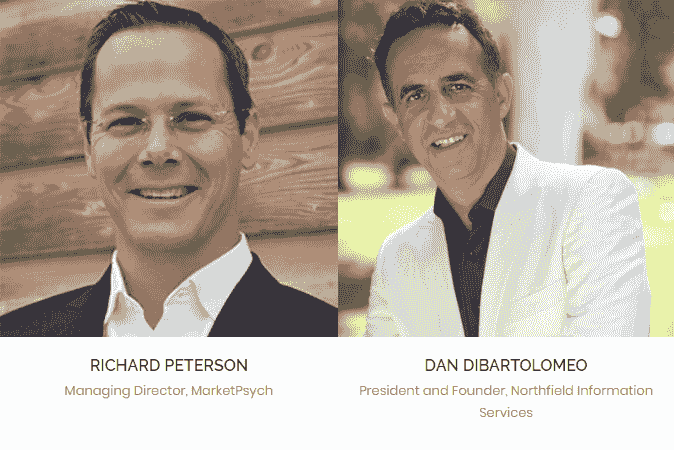 RICHARD PETERSON
Managing Director, MarketPsych
DAN DIBARTOLOMEO
President and Founder, Northfield Information
Services